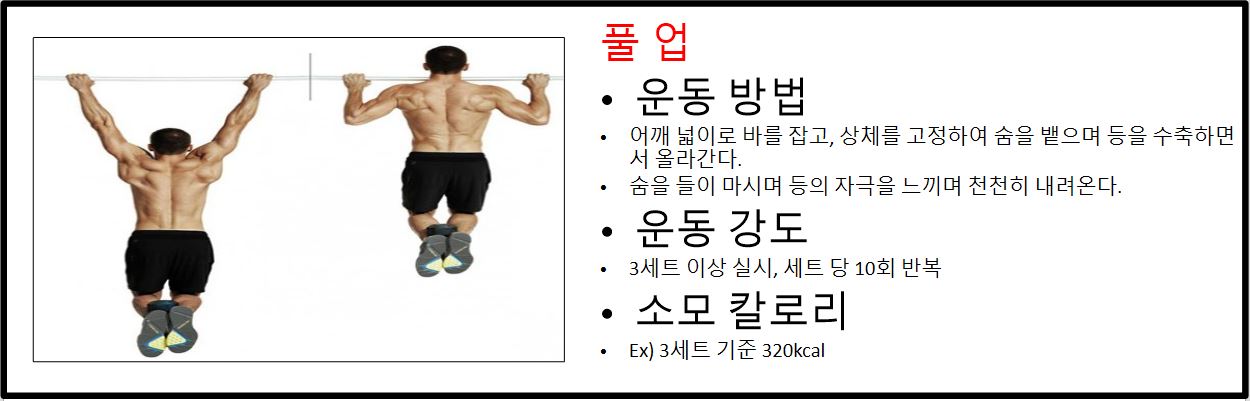 풀 업
• 운동 방법
• 어깨 넓이로 바를 잡고, 상체를 고정하여 숨을 뱉으며 등을 수축하면
서 올라간다.
• 숨을 들이 마시며 등의 자극을 느끼며 천천히 내려온다.
• 운동 강도
• 3세트 이상 실시, 세트 당 10회 반복
• 소모 칼로리
• Ex) 3세트 기준 320kcal